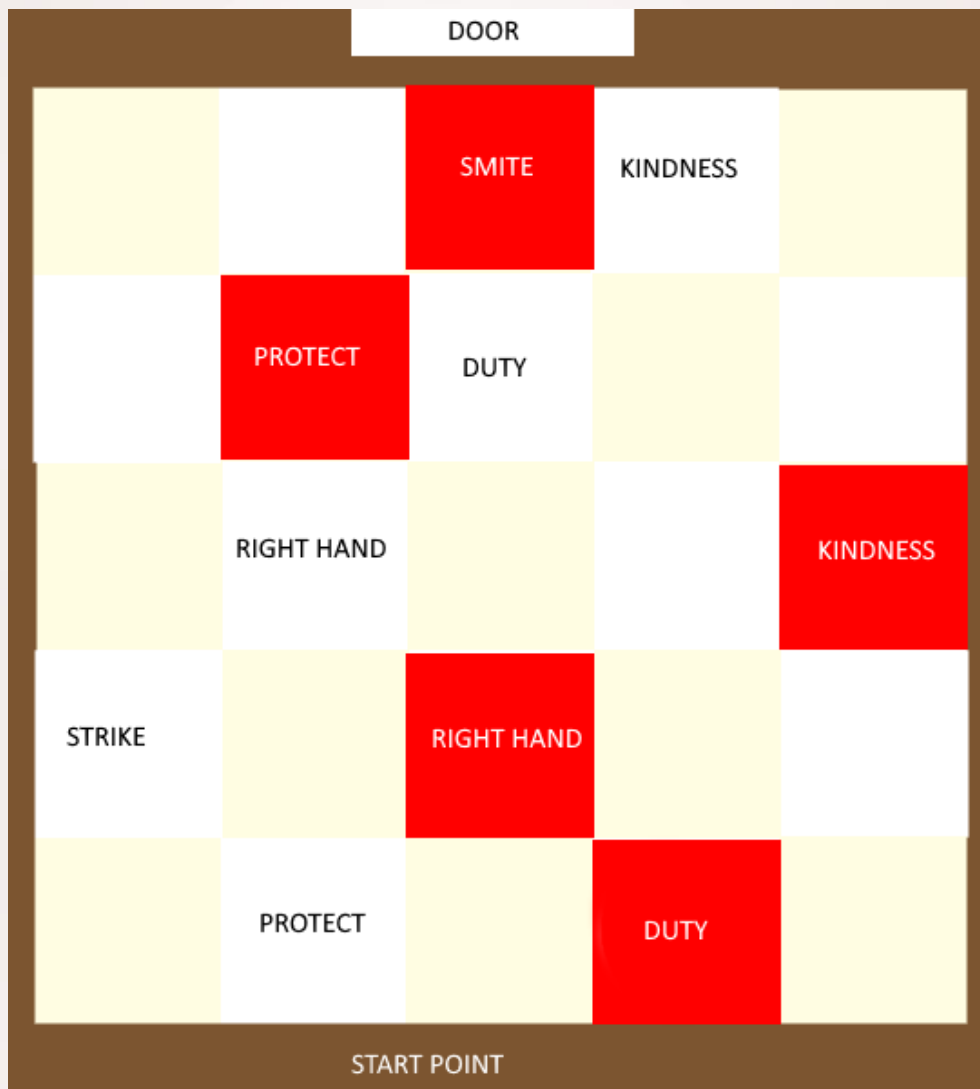 DOOR
SMITE
KINDNESS
PROTECT
DUTY
RIGHT HAND
KINDNESS
STRIKE
RIGHT HAND
PROTECT
DUTY
START POINT